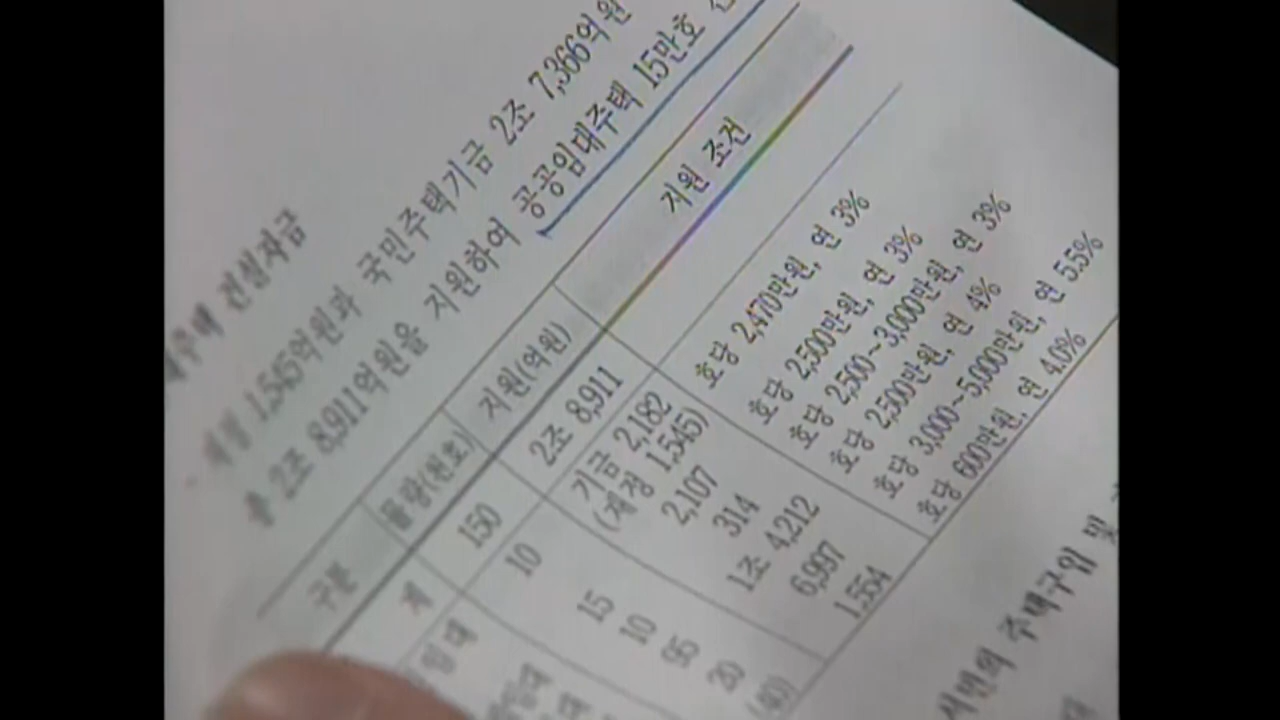 건설자금
재정 1,545억원과 국민주택기금 2조 7,366억원
총 2조 8,911억원을 지원하여 공공임대주택 15만호
구분 물량(천호) 지원(억원) 지원 조건
계 150 2조 8,911
10 기금 2,182 호당 2,470만원, 연 3%
(재정 1,545)
15 2,107 호당 2,500만원, 연 3%
10 314 호당 2,500~3,000만원, 연 3%
95 1조 4,212 호당 2,500만원, 연 4%
20 6,997 호당 3,000~5,000만원, 연 5.5%
(40) 1,554 호당 600만원, 연 4.0%
서민의 주택구입 및